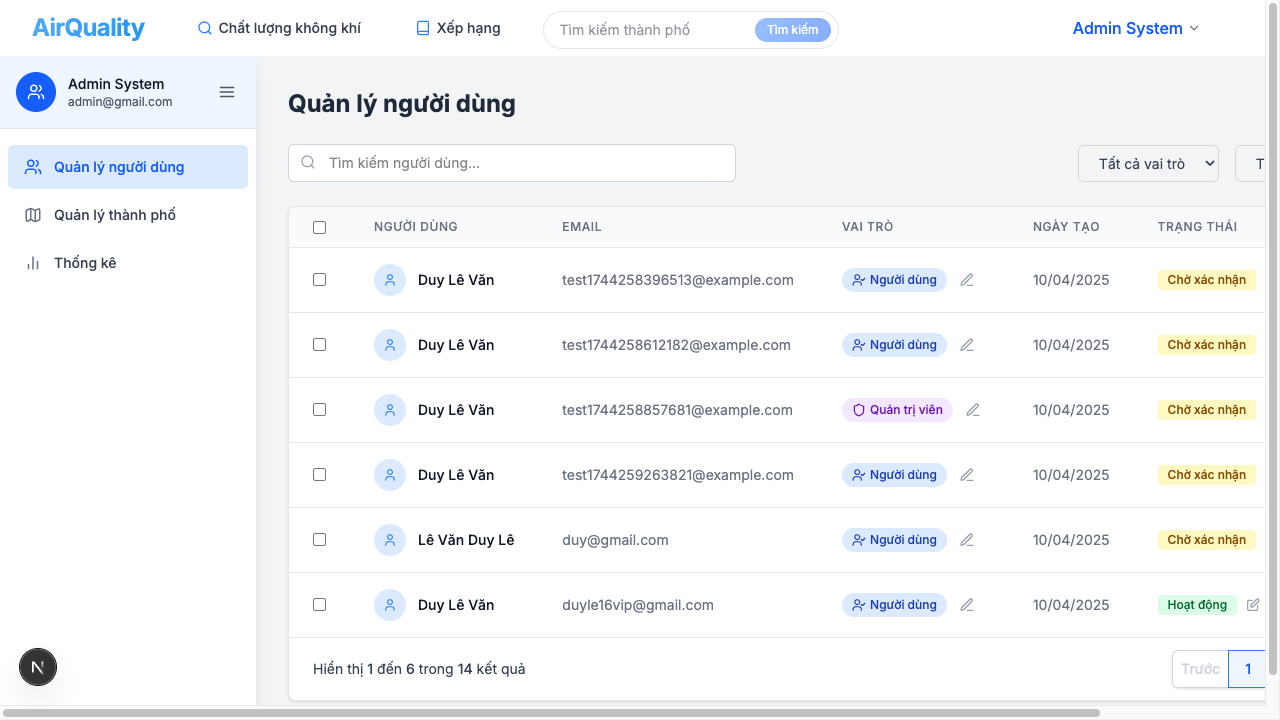 AirQuality
Chất lượng không khí
Xếp hạng
Tìm kiếm thành phố
Tìm kiếm
Admin System
Admin System
admin@gmail.com
Quản lý người dùng
Quản lý thành phố
Thống kê
Quản lý người dùng
Tìm kiếm người dùng...
Tất cả vai trò
T
NGƯỜI DÙNG EMAIL VAI TRÒ NGÀY TẠO TRẠNG THÁI
Duy Lê Văn test1744258396513@example.com Người dùng 10/04/2025 Chờ xác nhận
Duy Lê Văn test1744258612182@example.com Người dùng 10/04/2025 Chờ xác nhận
Duy Lê Văn test1744258857681@example.com Quản trị viên 10/04/2025 Chờ xác nhận
Duy Lê Văn test1744259263821@example.com Người dùng 10/04/2025 Chờ xác nhận
Lê Văn Duy Lê duy@gmail.com Người dùng 10/04/2025 Chờ xác nhận
Duy Lê Văn duyle16vip@gmail.com Người dùng 10/04/2025 Hoạt động
Hiển thị 1 đến 6 trong 14 kết quả
Trước 1
N